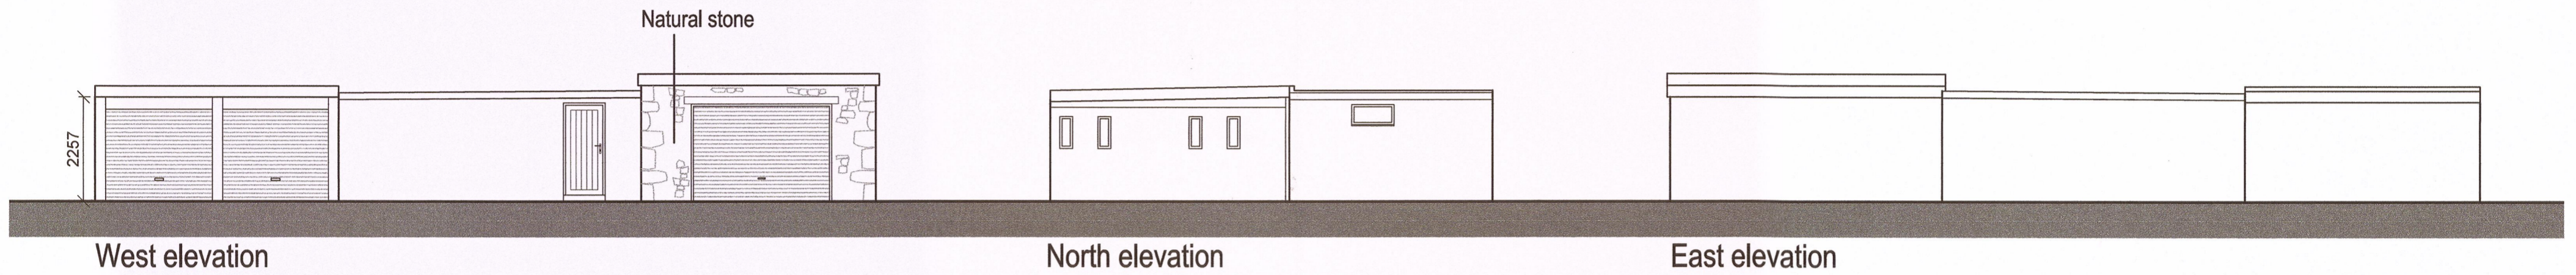 Natural stone
2257
West elevation
North elevation
East elevation